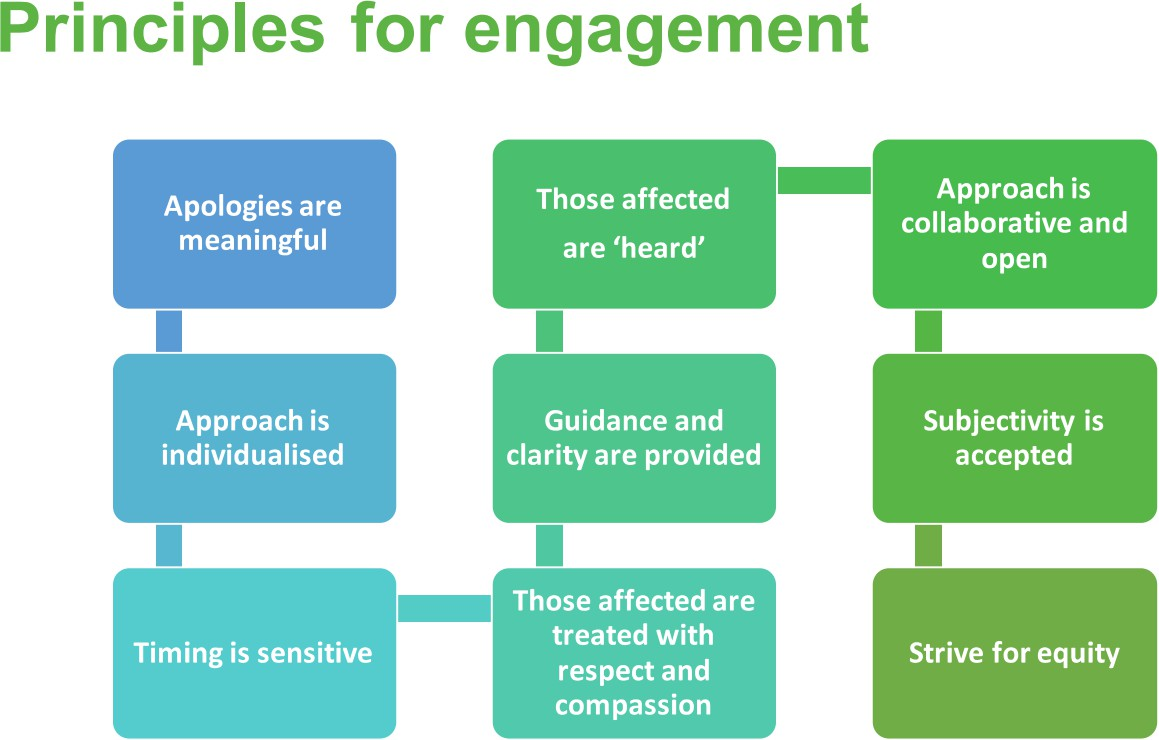 Principles for engagement
Apologies are
meaningful
Approach is
individualised
Timing is sensitive
Those affected are
treated with
respect and
compassion
Guidance and
clarity are provided
Those affected
are ‘heard’
Approach is
collaborative and
open
Subjectivity is
accepted
Strive for equity